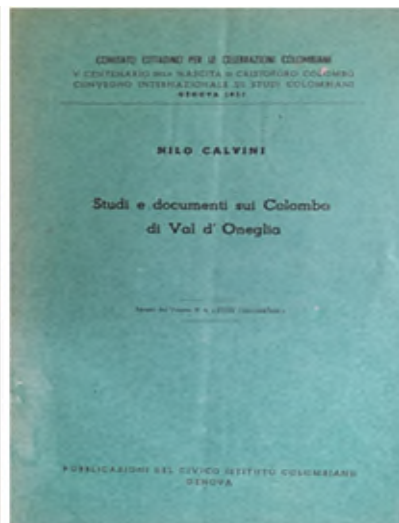 COMITATO CITTADINO PER LE CELEBRAZIONI COLOMBIANE
V CENTENARIO DELLA NASCITA DI CRISTOFORO COLOMBO
CONVEGNO INTERNAZIONALE DI STUDI COLOMBIANI
GENOVA 1951
NILO CALVINI
Studi e documenti sui Colombo
di Val d' Oneglia
PUBBLICAZIONI DEL CIVICO ISTITUTO COLOMBIANO
GENOVA